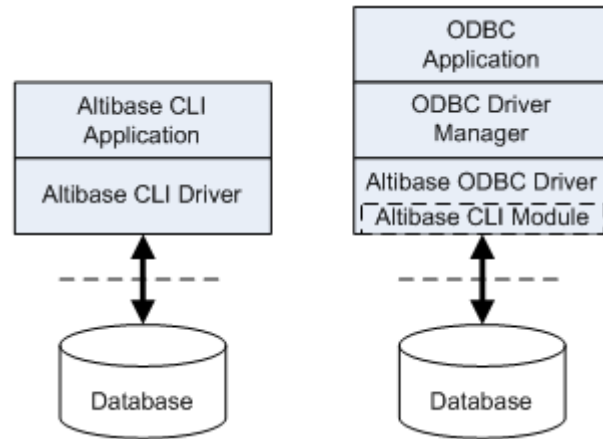 Altibase CLI
Application
Altibase CLI Driver
Database
ODBC
Application
ODBC Driver
Manager
Altibase ODBC Driver
Altibase CLI Module
Database